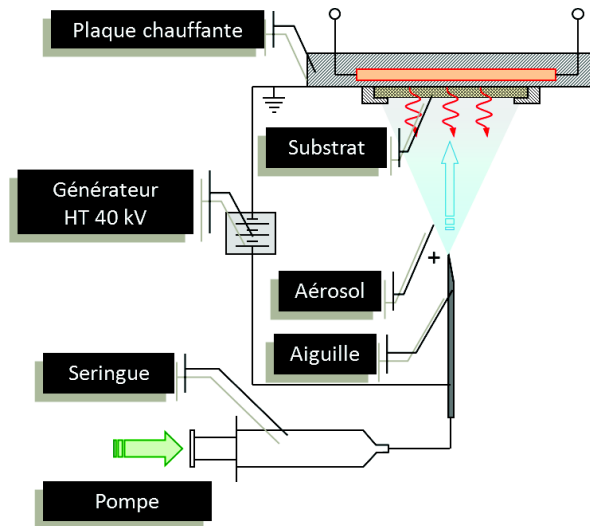 Plaque chauffante
Substrat
Générateur
HT 40 kV
+
Aérosol
Aiguille
Seringue
Pompe